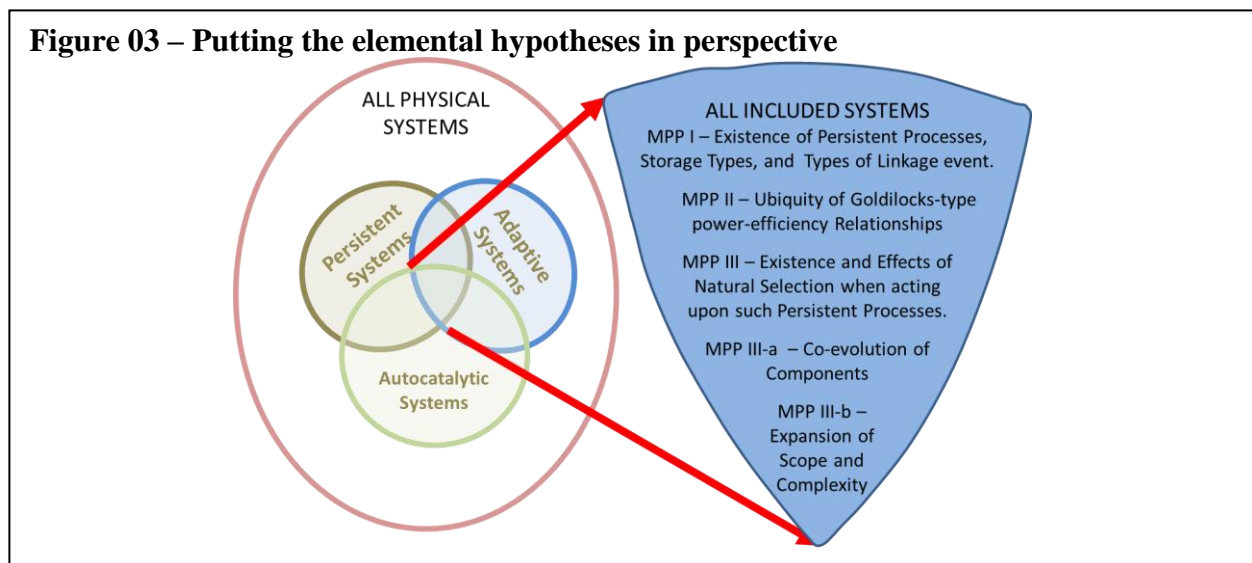 Figure 03 – Putting the elemental hypotheses in perspective
ALL PHYSICAL
SYSTEMS
Persistent
Systems
Adaptive
Systems
Autocatalytic
Systems
ALL INCLUDED SYSTEMS
MPP I – Existence of Persistent Processes,
Storage Types, and Types of Linkage event.
MPP II – Ubiquity of Goldilocks-type
power-efficiency Relationships
MPP III – Existence and Effects of
Natural Selection when acting
upon such Persistent Processes.
MPP III-a – Co-evolution of
Components
MPP III-b –
Expansion of
Scope and
Complexity